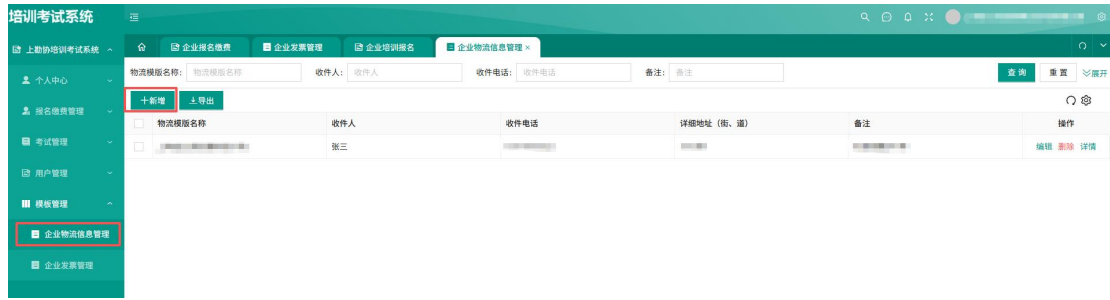 培训考试系统
上勘协培训考试系统
企业报名缴费
企业发票管理
企业培训报名
企业物流信息管理 ×
个人中心
报名缴费管理
考试管理
用户管理
模板管理
企业物流信息管理
企业发票管理
物流模版名称: 物流模版名称 收件人: 收件人 收件电话: 收件电话 备注: 备注 查 询 重 置 展开
+新增 导出
物流模版名称 收件人 收件电话 详细地址（街、道） 备注 操作
张三 编辑 删除 详情